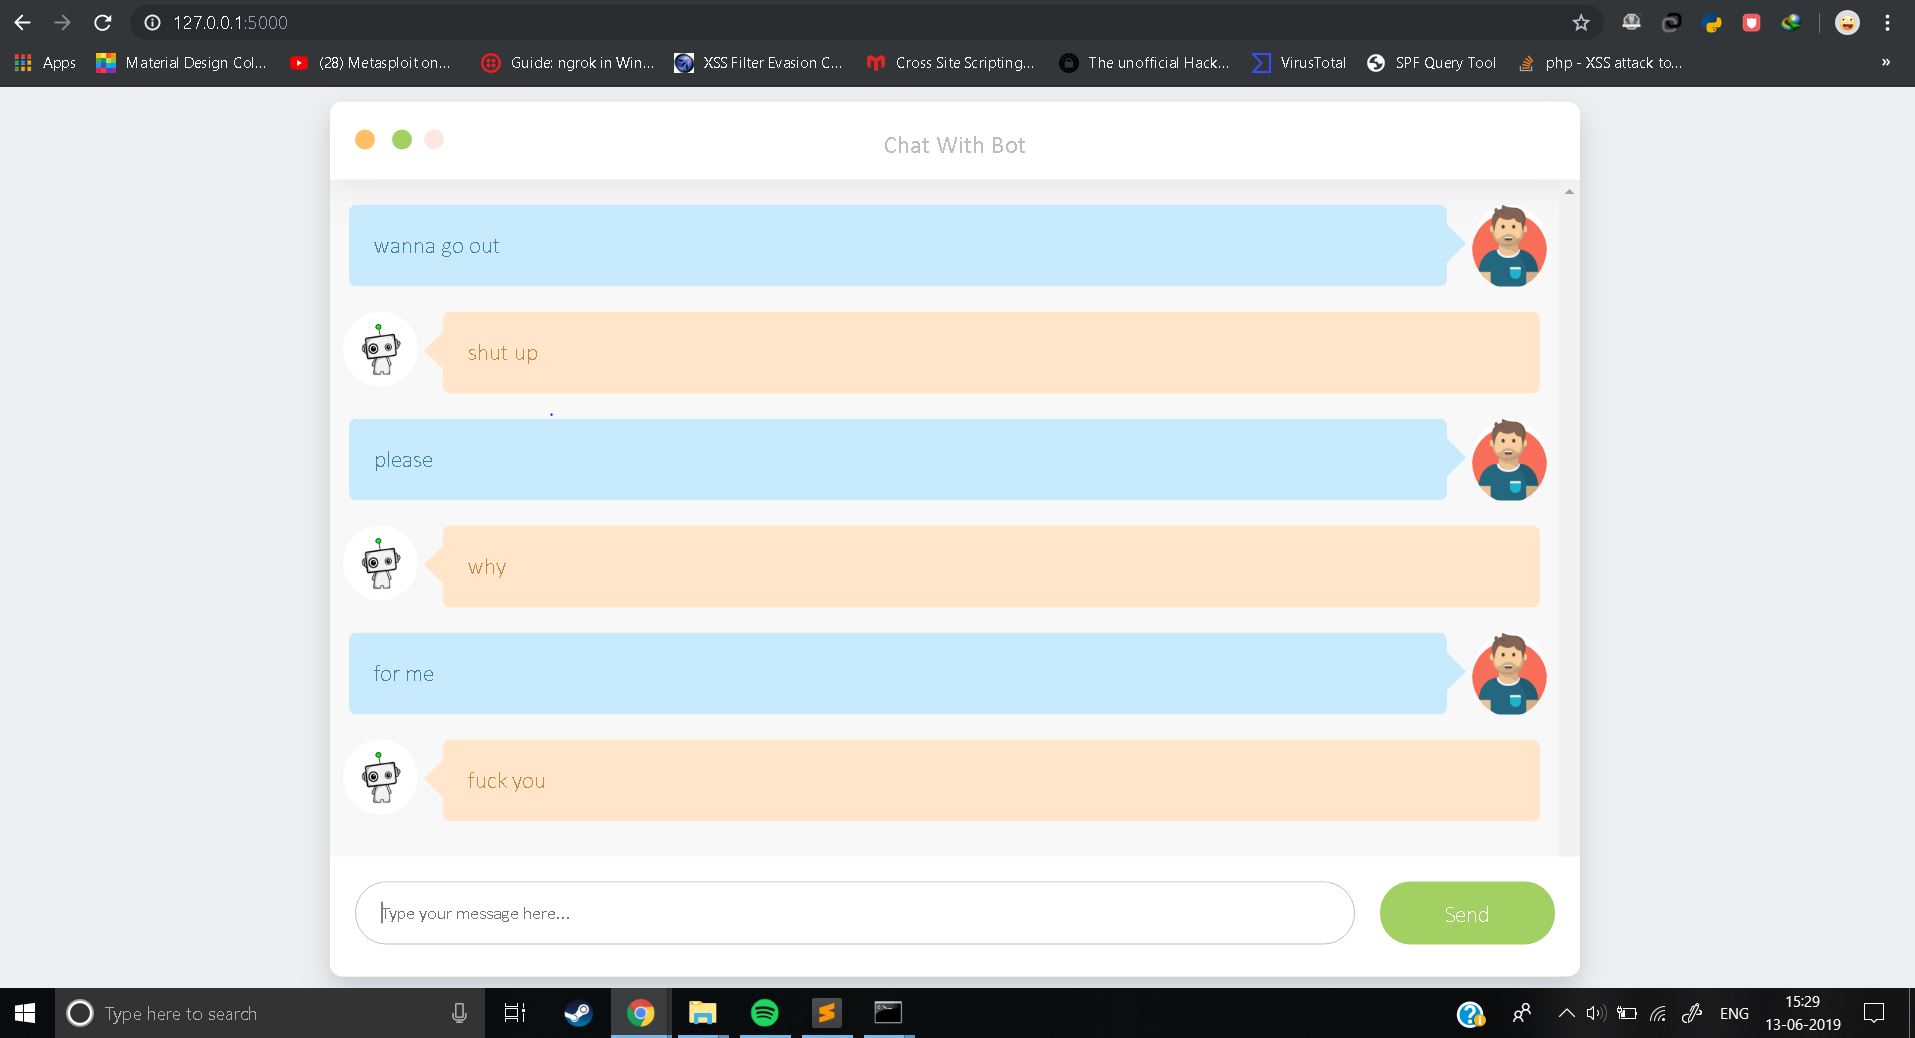 127.0.0.1:5000
Apps Material Design Col... (28) Metasploit on... Guide: ngrok in Win... XSS Filter Evasion C... Cross Site Scripting... The unofficial Hack... VirusTotal SPF Query Tool php - XSS attack to... »
Chat With Bot
wanna go out
shut up
please
why
for me
fuck you
Type your message here...
Send
Type here to search
ENG
15:29
13-06-2019